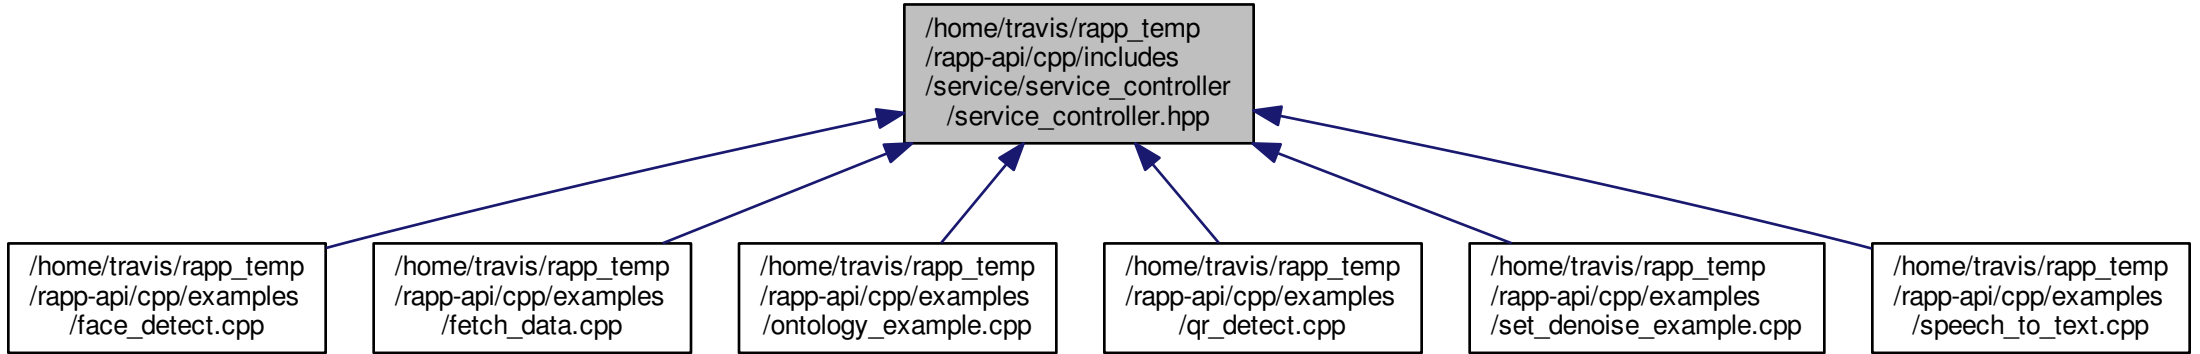 /home/travis/rapp_temp
/rapp-api/cpp/includes
/service/service_controller
/service_controller.hpp
/home/travis/rapp_temp
/rapp-api/cpp/examples
/face_detect.cpp
/home/travis/rapp_temp
/rapp-api/cpp/examples
/fetch_data.cpp
/home/travis/rapp_temp
/rapp-api/cpp/examples
/ontology_example.cpp
/home/travis/rapp_temp
/rapp-api/cpp/examples
/qr_detect.cpp
/home/travis/rapp_temp
/rapp-api/cpp/examples
/set_denoise_example.cpp
/home/travis/rapp_temp
/rapp-api/cpp/examples
/speech_to_text.cpp